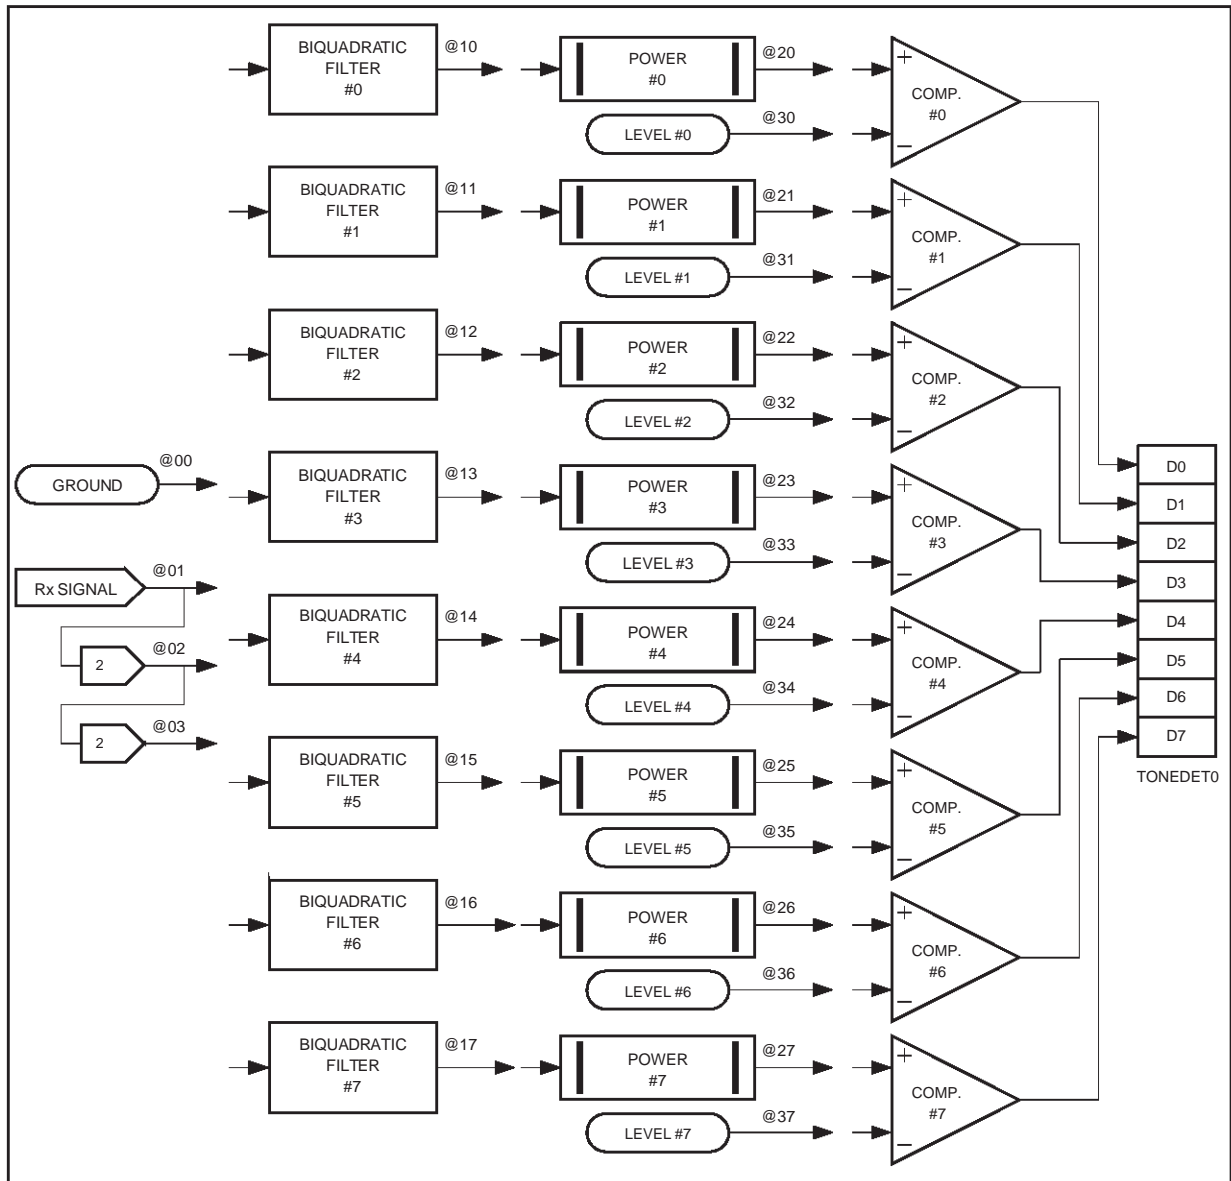 BIQUADRATIC
FILTER
#0
@10
POWER
#0
@20
LEVEL #0
@30
+
−
COMP.
#0
BIQUADRATIC
FILTER
#1
@11
POWER
#1
@21
LEVEL #1
@31
+
−
COMP.
#1
BIQUADRATIC
FILTER
#2
@12
POWER
#2
@22
LEVEL #2
@32
+
−
COMP.
#2
GROUND
@00
BIQUADRATIC
FILTER
#3
@13
POWER
#3
@23
LEVEL #3
@33
+
−
COMP.
#3
Rx SIGNAL
@01
2
@02
2
@03
BIQUADRATIC
FILTER
#4
@14
POWER
#4
@24
LEVEL #4
@34
+
−
COMP.
#4
BIQUADRATIC
FILTER
#5
@15
POWER
#5
@25
LEVEL #5
@35
+
−
COMP.
#5
BIQUADRATIC
FILTER
#6
@16
POWER
#6
@26
LEVEL #6
@36
+
−
COMP.
#6
BIQUADRATIC
FILTER
#7
@17
POWER
#7
@27
LEVEL #7
@37
+
−
COMP.
#7
D0
D1
D2
D3
D4
D5
D6
D7
TONEDET0